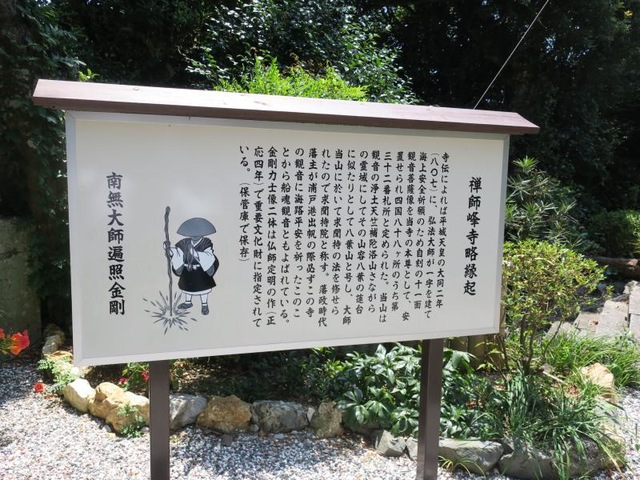 禅師峰寺略縁起
寺伝によれば平城天皇の大同二年
(八〇七)に、弘法大師が一宇を建て
海上安全祈願のため自刻の十一面
観音菩薩像を当寺の本尊として、安
置せられ四国八十八ヶ所のうち第
三十二番札所と定められた、当山は
観音の浄土天竺補陀洛山さながら
の霊域にしてその山容八葉の蓮台
に似たりとして八葉山と号し、大師
当山に於いて求聞持の法を修せら
れたので求聞持院と称す。藩政時代
落主が浦戸港出帆の際必ずこの寺
の観音に海路平安を祈ったこのこ
とから船魂観音ともよばれている。
金剛力士像二体は仏師定明の作(正
応四年)で重要文化財に指定されて
いる。(保管庫で保存)
南無大師遍照金剛